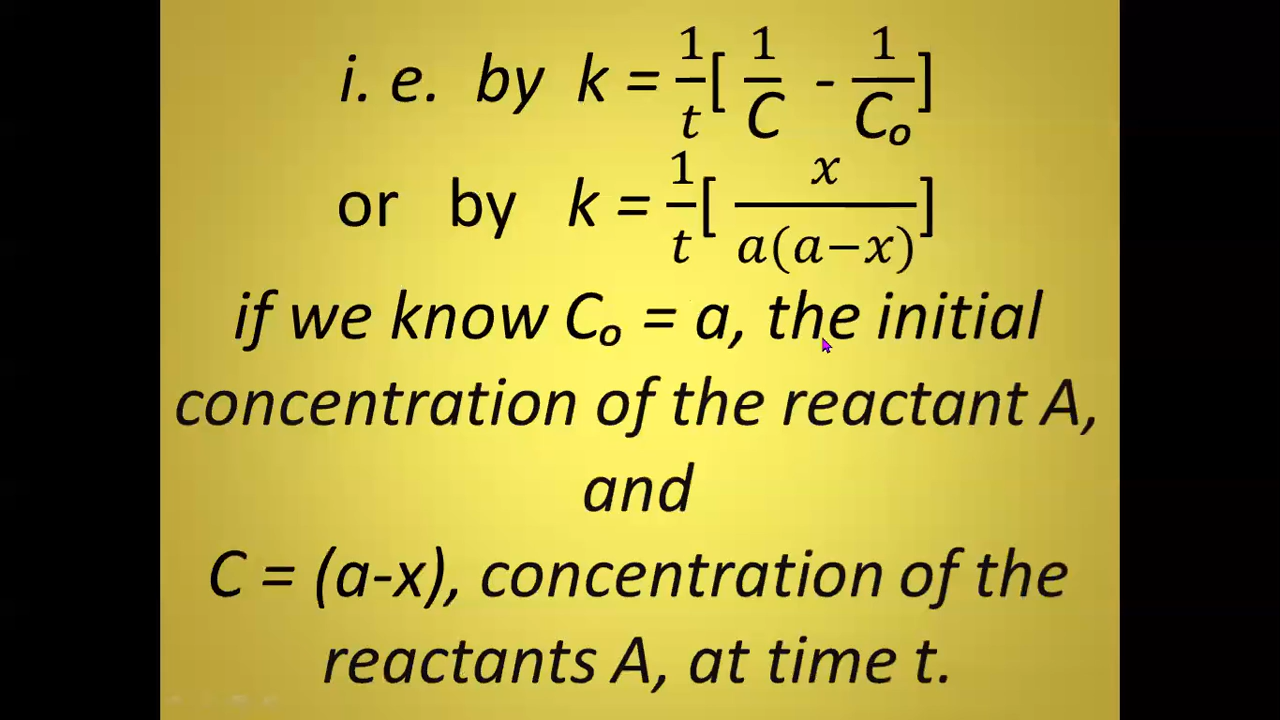 i. e. by k = 1/t [ 1/C - 1/Cₒ ]
or by k = 1/t [ x/a(a−x) ]
if we know Cₒ = a, the initial
concentration of the reactant A,
and
C = (a-x), concentration of the
reactants A, at time t.